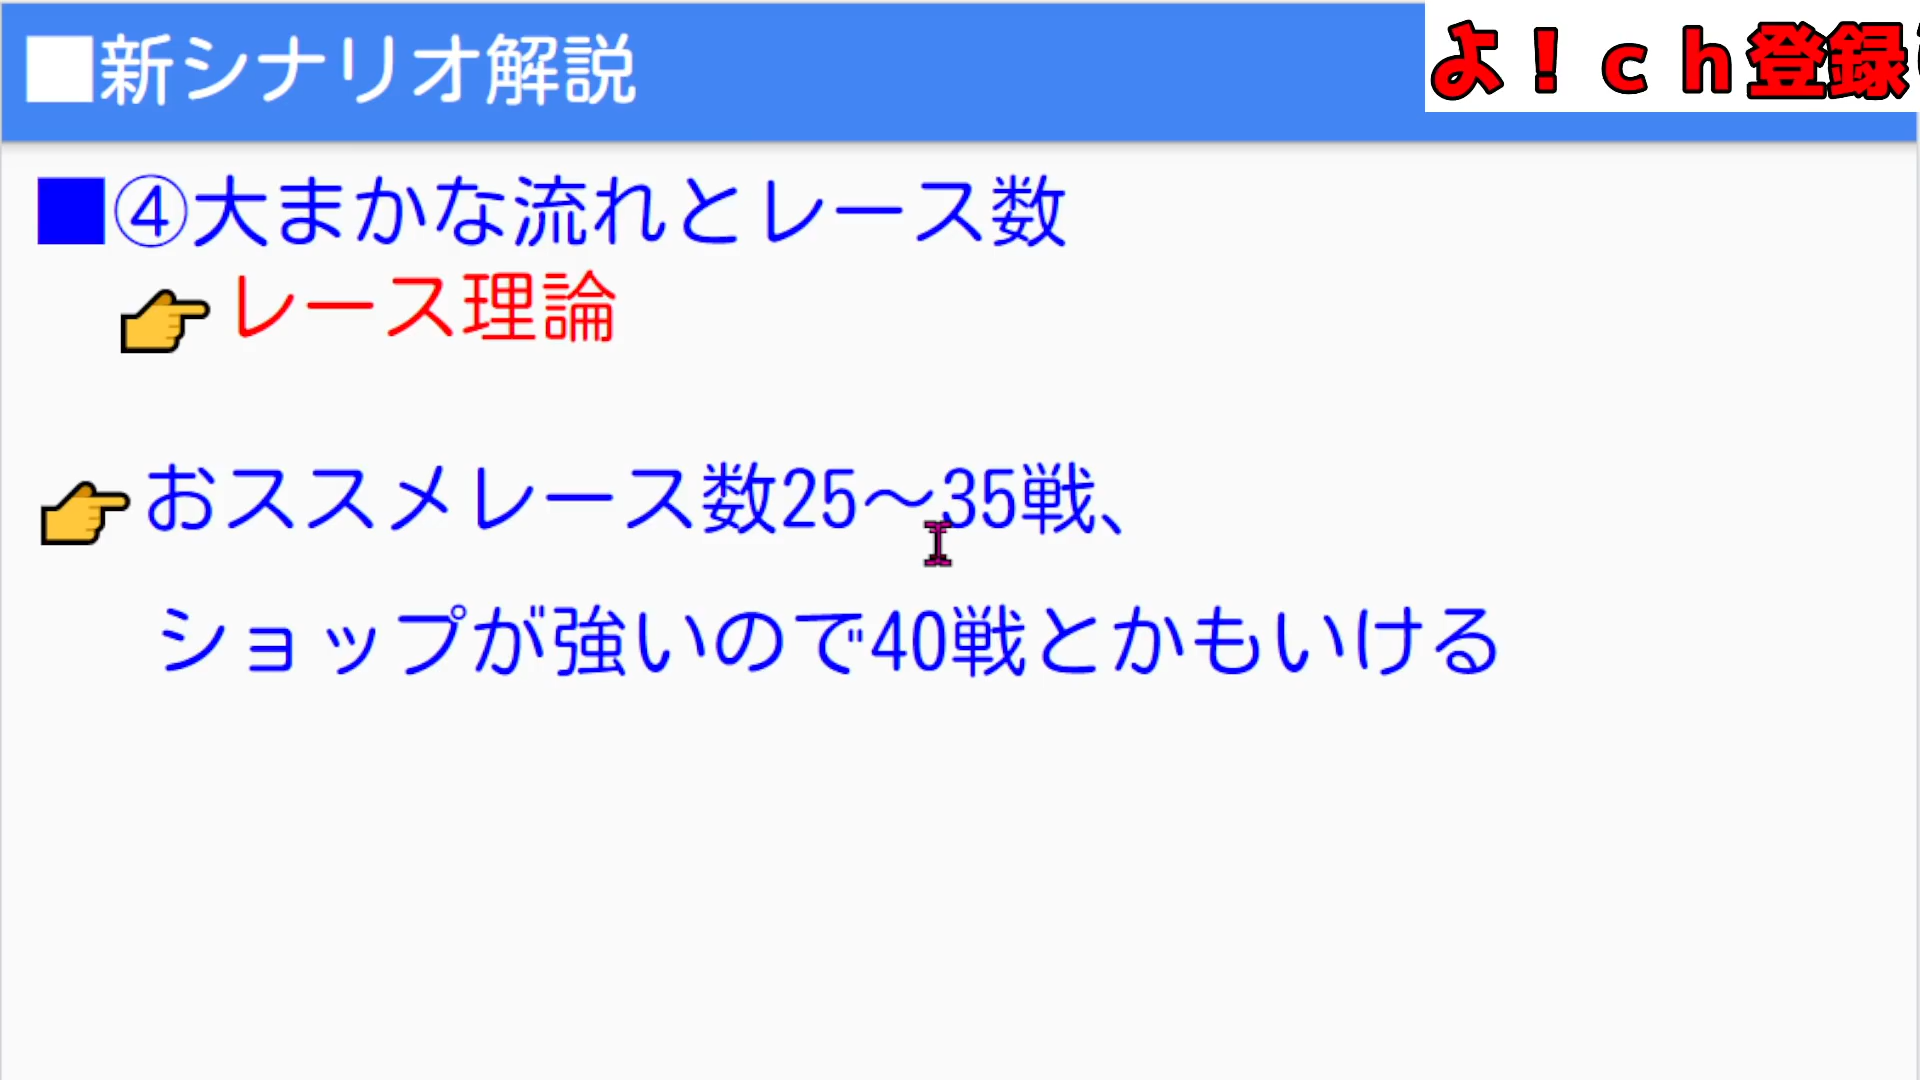 ■新シナリオ解説
よ！ｃｈ登録
■④大まかな流れとレース数
👉レース理論
👉おススメレース数25～35戦、
ショップが強いので40戦とかもいける